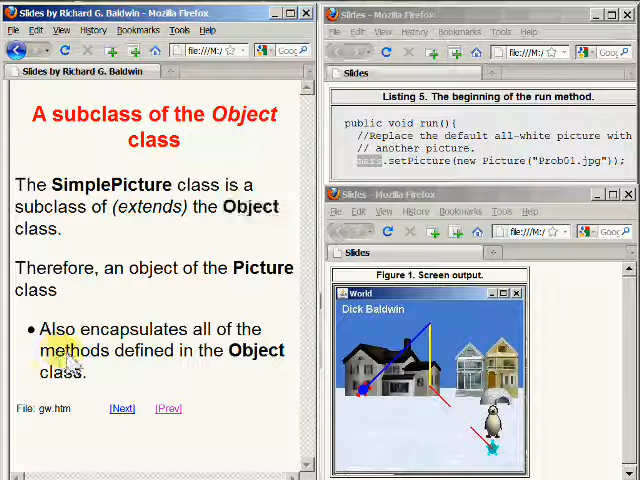 Slides by Richard G. Baldwin - Mozilla Firefox
File Edit View History Bookmarks Tools Help
file:///M:/
Slides by Richard G. Baldwin
A subclass of the Object
class
The SimplePicture class is a
subclass of (extends) the Object
class.
Therefore, an object of the Picture
class
• Also encapsulates all of the
methods defined in the Object
class.
File: gw.htm [Next] [Prev]
Slides - Mozilla Firefox
File Edit View History Bookmarks Tools Help
file:///M:/
Slides
Listing 5. The beginning of the run method.
public void run(){
//Replace the default all-white picture with
// another picture.
mars.setPicture(new Picture("Prob01.jpg"));
Slides - Mozilla Firefox
File Edit View History Bookmarks Tools Help
file:///M:/
Slides
Figure 1. Screen output.
World
Dick Baldwin